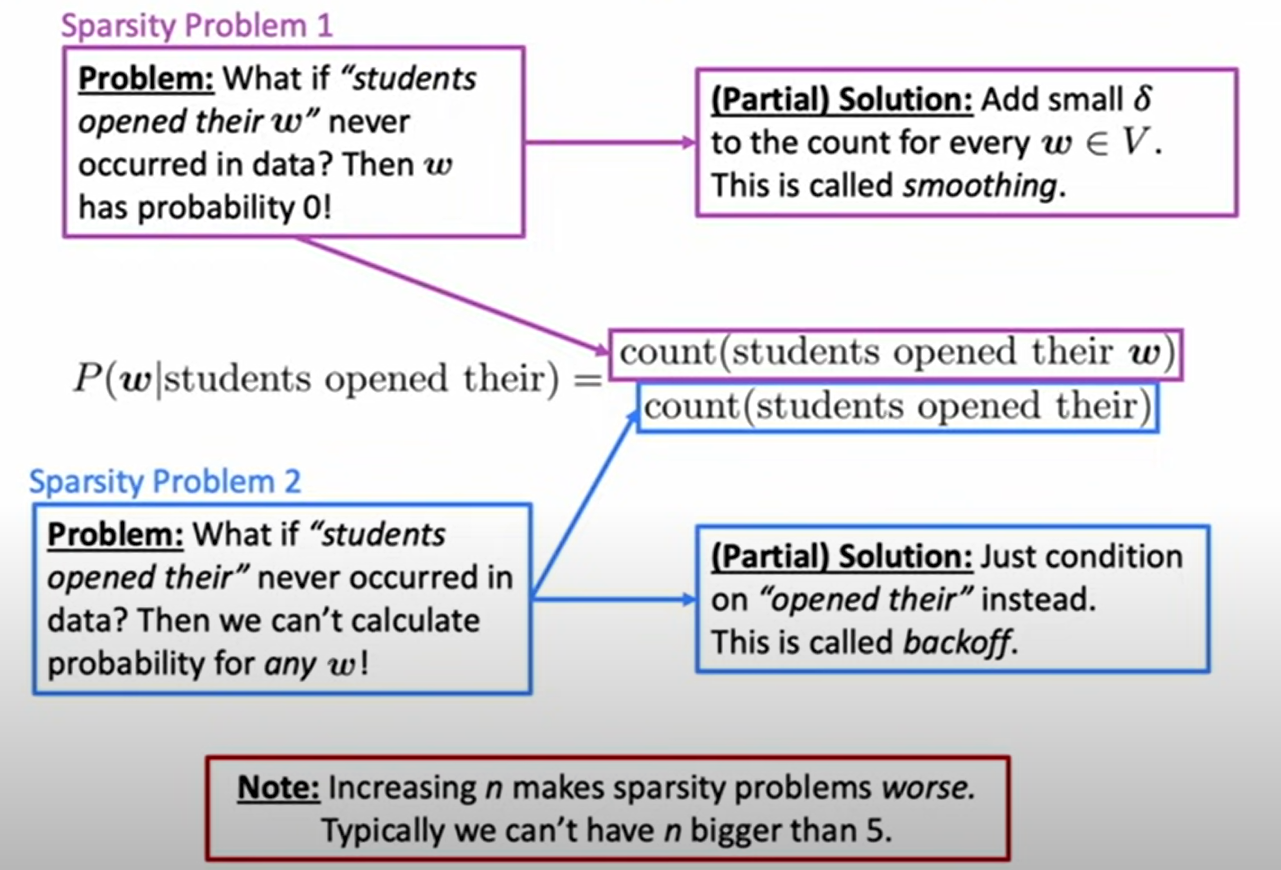 Sparsity Problem 1
Problem: What if “students
opened their w” never
occurred in data? Then w
has probability 0!
(Partial) Solution: Add small δ
to the count for every w ∈ V.
This is called smoothing.
P(w|students opened their) =
count(students opened their w)
count(students opened their)
Sparsity Problem 2
Problem: What if “students
opened their” never occurred in
data? Then we can’t calculate
probability for any w!
(Partial) Solution: Just condition
on “opened their” instead.
This is called backoff.
Note: Increasing n makes sparsity problems worse.
Typically we can’t have n bigger than 5.